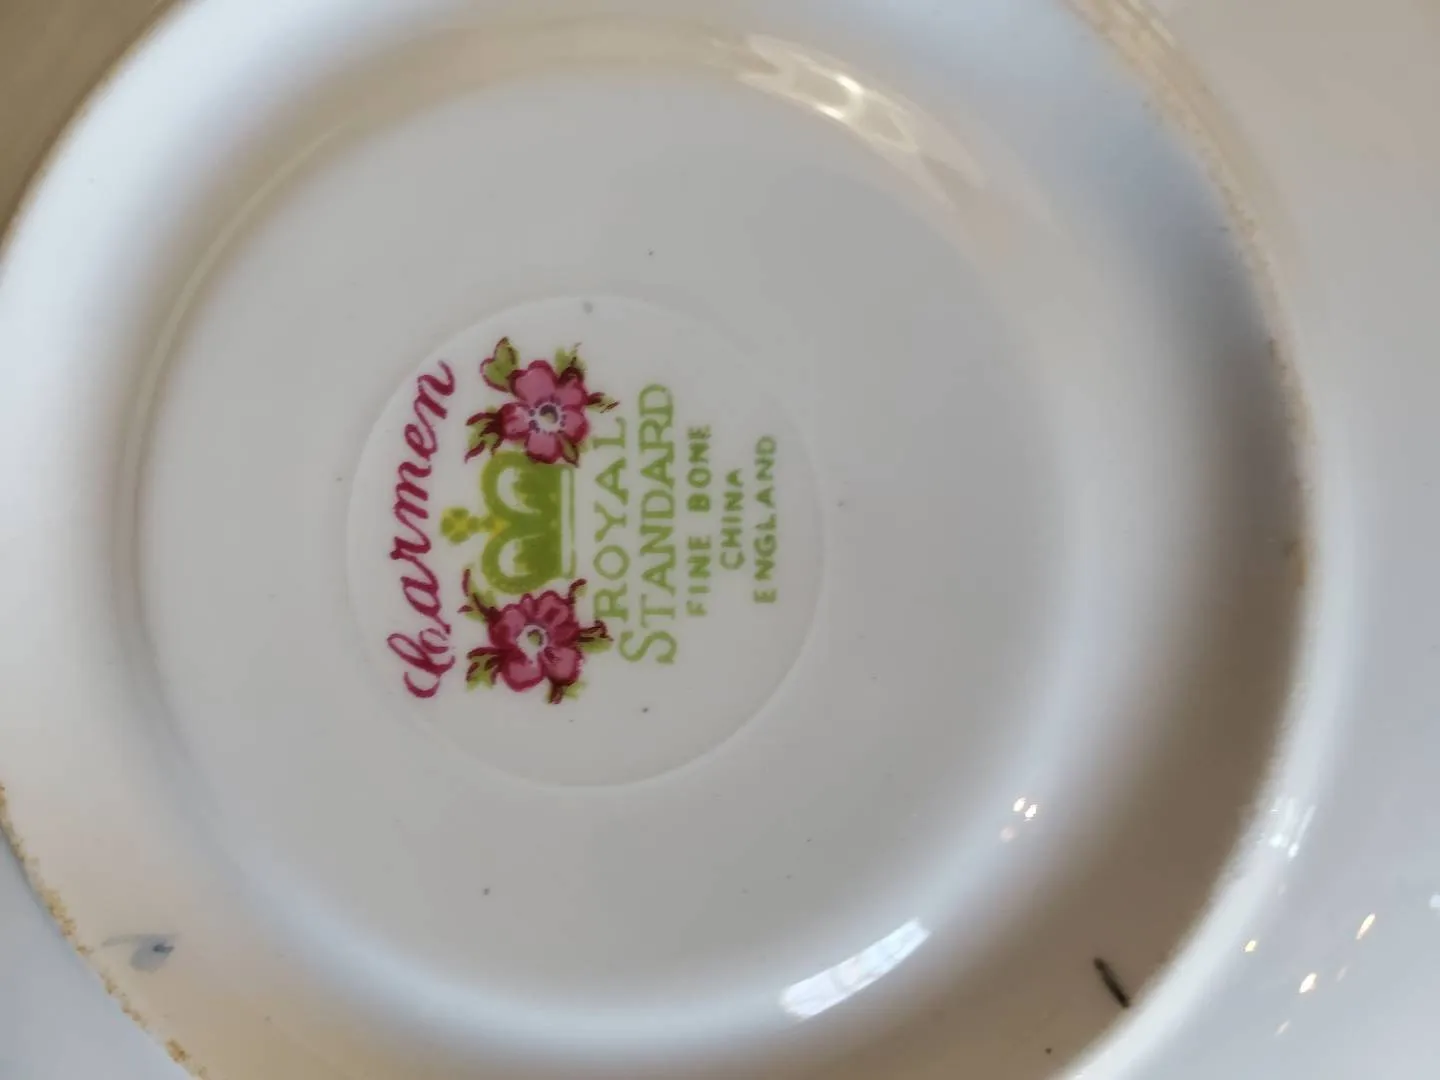 Carmen
ROYAL
STANDARD
FINE BONE
CHINA
ENGLAND